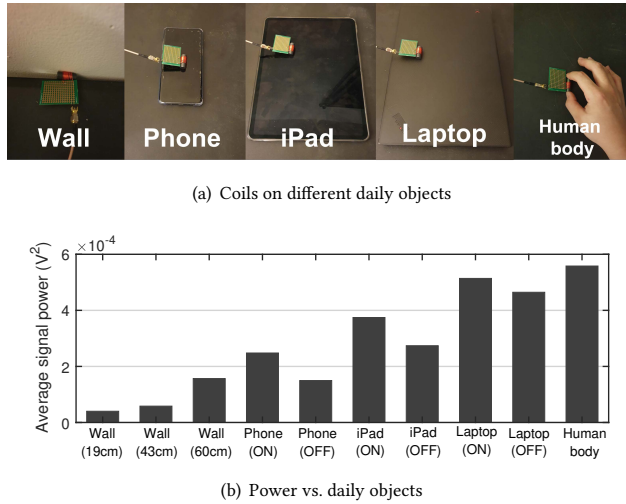 Wall
Phone
iPad
Laptop
Human
body
(a) Coils on different daily objects
×10⁻⁴
Average signal power (V²)
6
4
2
0
Wall
(19cm)
Wall
(43cm)
Wall
(60cm)
Phone
(ON)
Phone
(OFF)
iPad
(ON)
iPad
(OFF)
Laptop
(ON)
Laptop
(OFF)
Human
body
(b) Power vs. daily objects